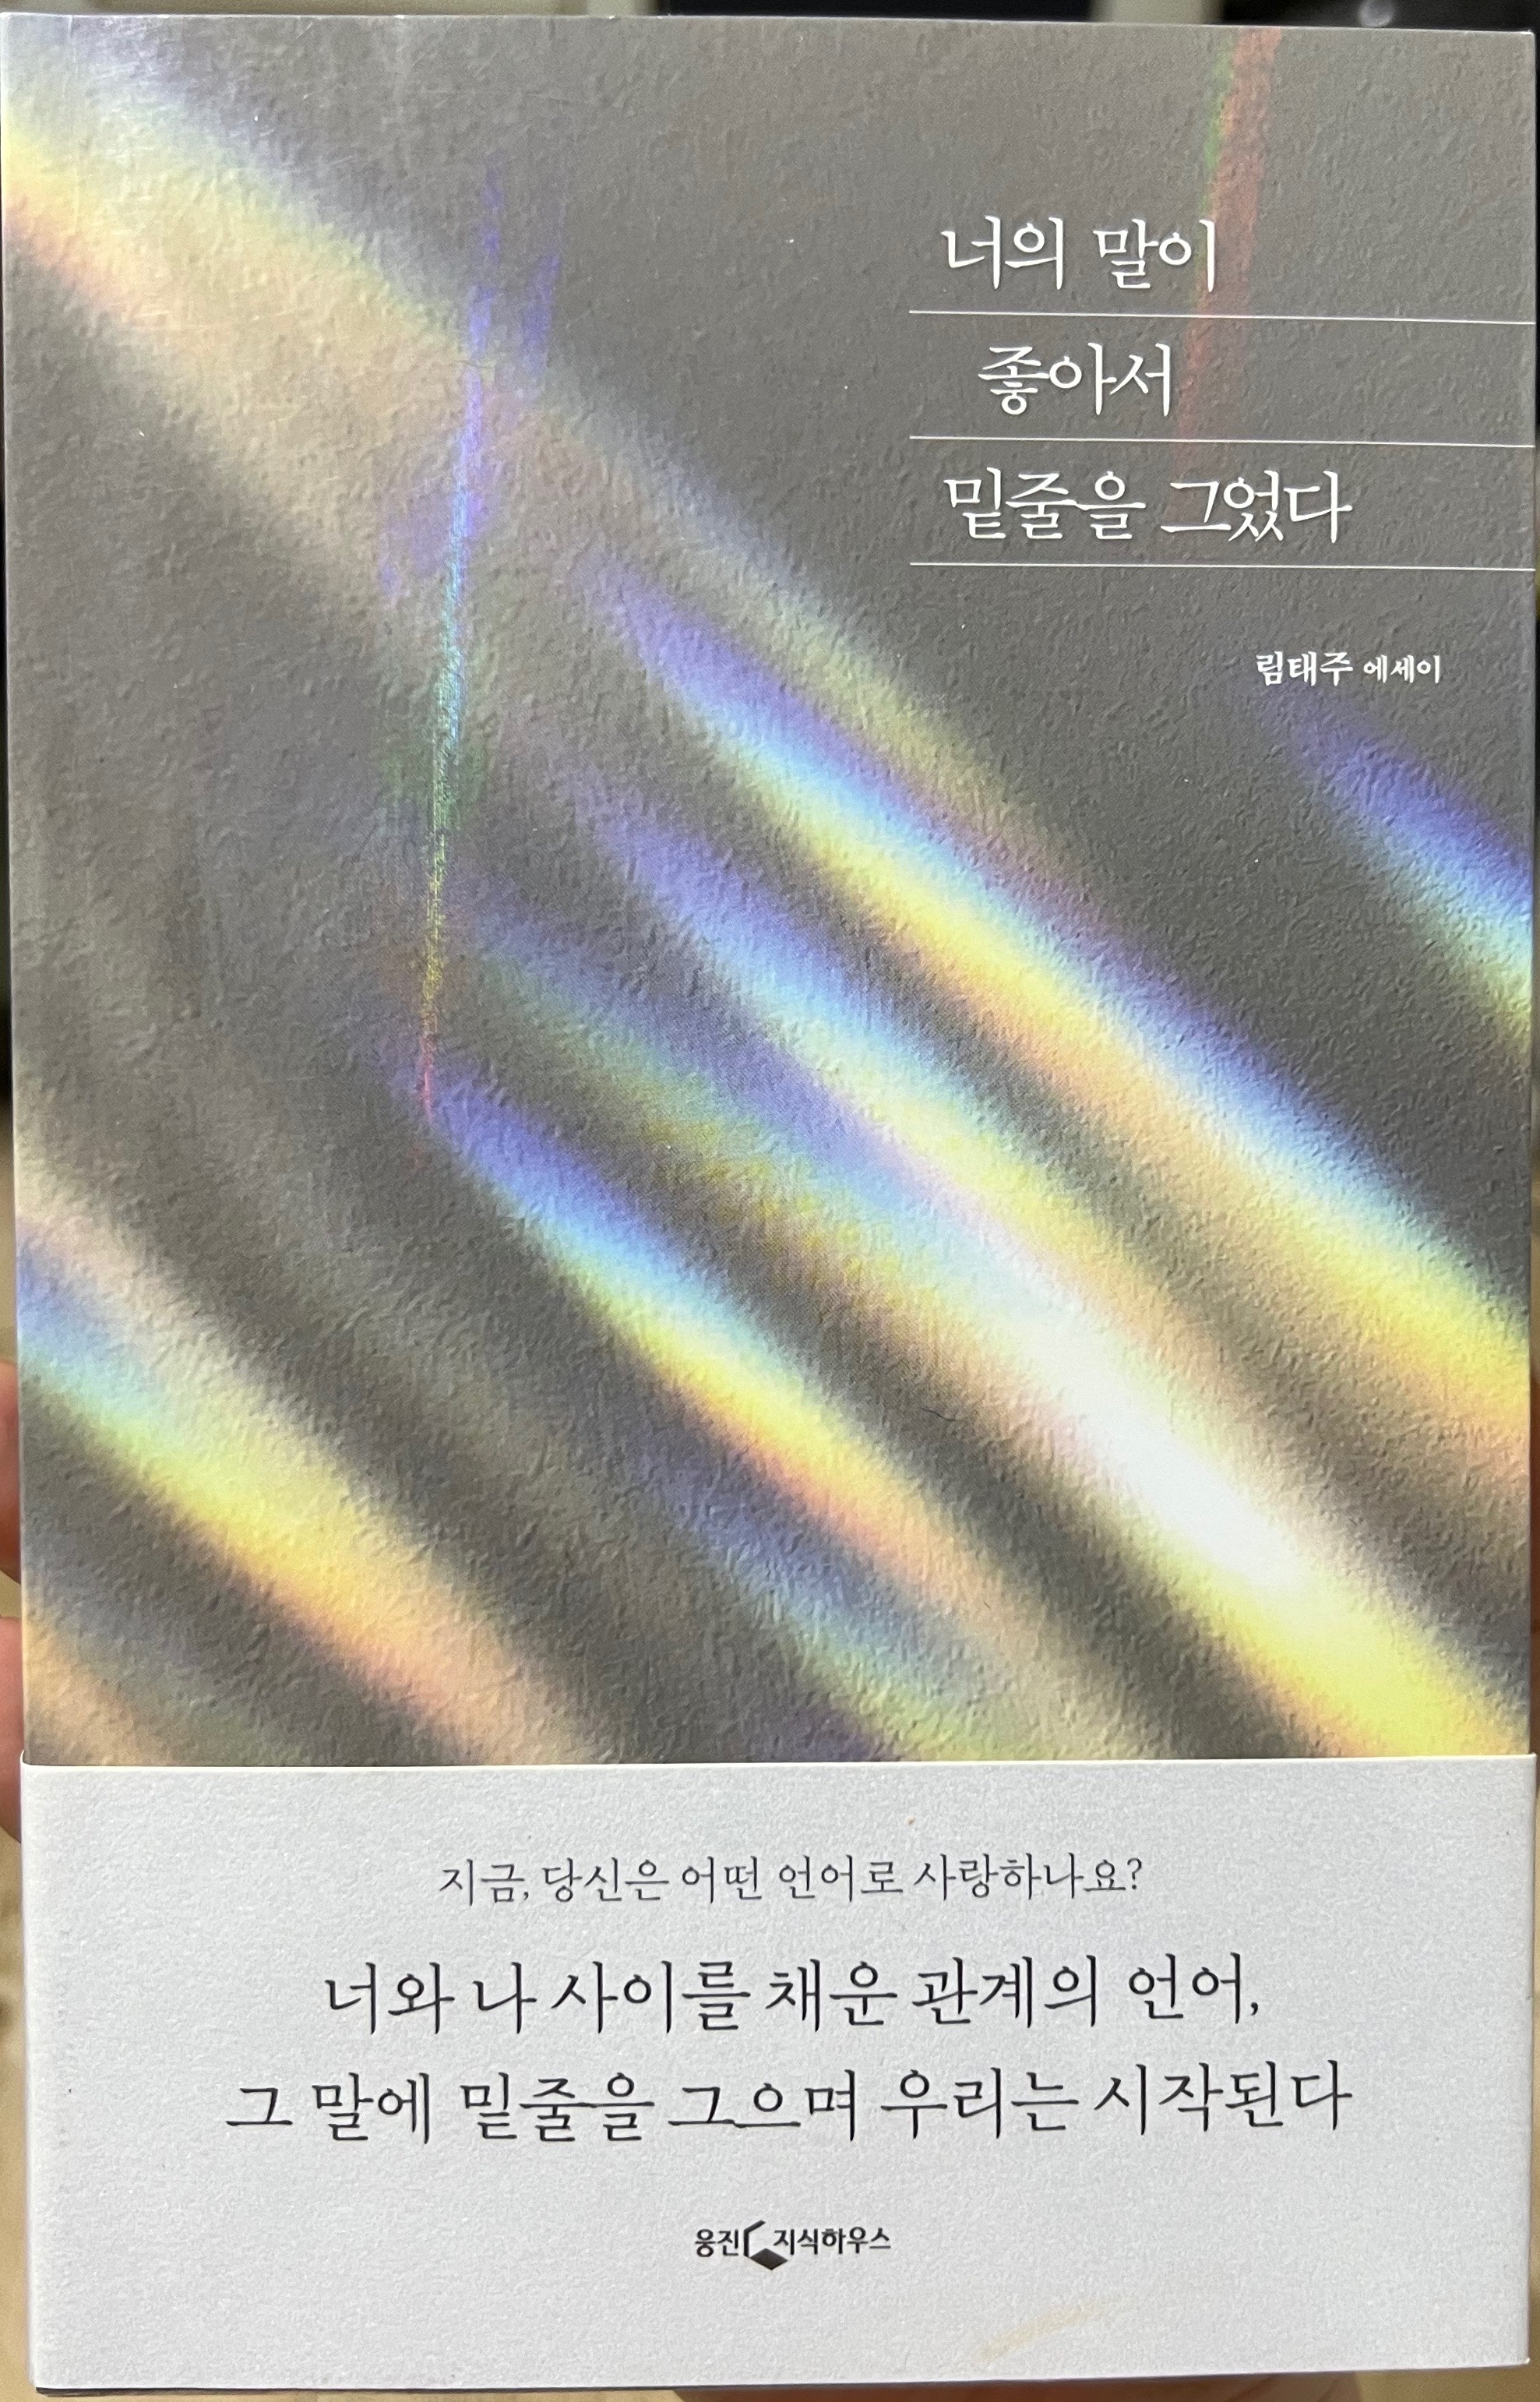 너의 말이
좋아서
밑줄을 그었다
림태주 에세이
지금, 당신은 어떤 언어로 사랑하나요?
너와 나 사이를 채운 관계의 언어,
그 말에 밑줄을 그으며 우리는 시작된다
웅진 지식하우스